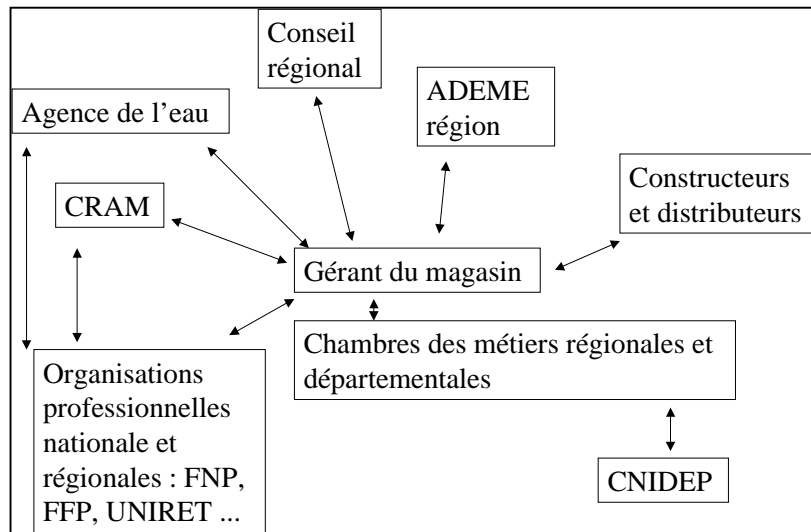 Conseil
régional
ADEME
région
Agence de l’eau
Constructeurs
et distributeurs
CRAM
Gérant du magasin
Chambres des métiers régionales et
départementales
Organisations
professionnelles
nationale et
régionales : FNP,
FFP, UNIRET ...
CNIDEP